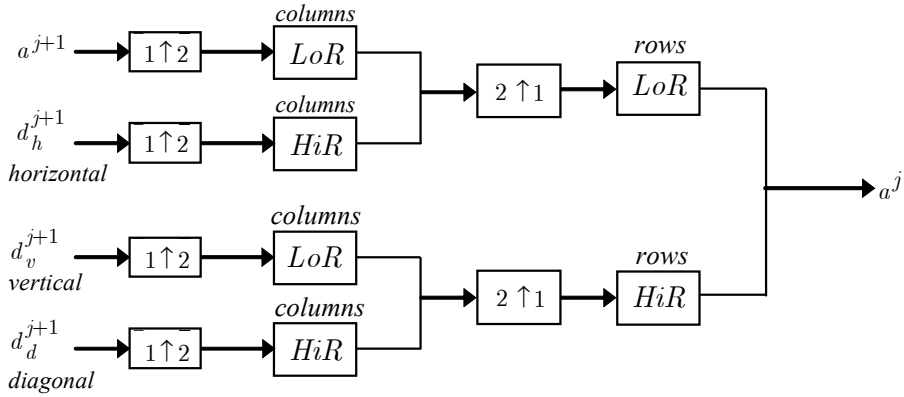 columns
a^{j+1} 1↑2 LoR
rows
2↑1 LoR
columns
d_h^{j+1} 1↑2 HiR
horizontal
a^j
columns
d_v^{j+1} 1↑2 LoR
vertical
rows
2↑1 HiR
columns
d_d^{j+1} 1↑2 HiR
diagonal